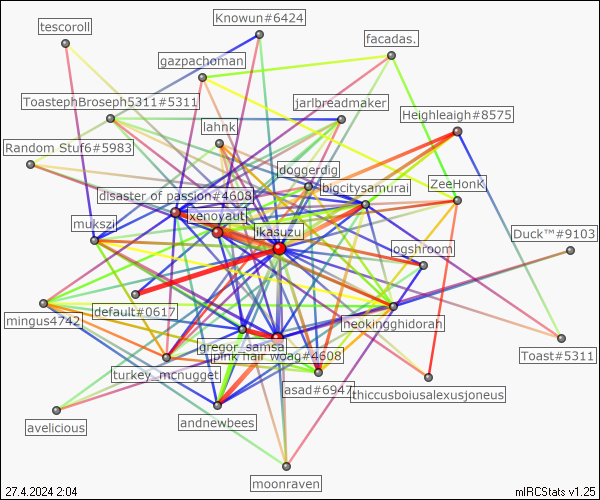 Knowun#6424
tescoroll
facadas.
gazpachoman
ToastephBroseph5311#5311
jarlbreadmaker
Heighleaigh#8575
lahnk
Random Stuf6#5983
doggerdig
ZeeHonK
bigcitysamurai
disaster of passion#4608
xenoyaut
mukszi
ikasuzu
Duck™#9103
ooshroom
default#0617
mingus4742
neokingghidorah
gregor_samsa
pink hair woag#4608
Toast#5311
turkey_mcnugget
asad#6947
thiccusboiusalexusjoneus
andnewbees
avelicious
moonraven
27.4.2024 2:04
mIRCStats v1.25